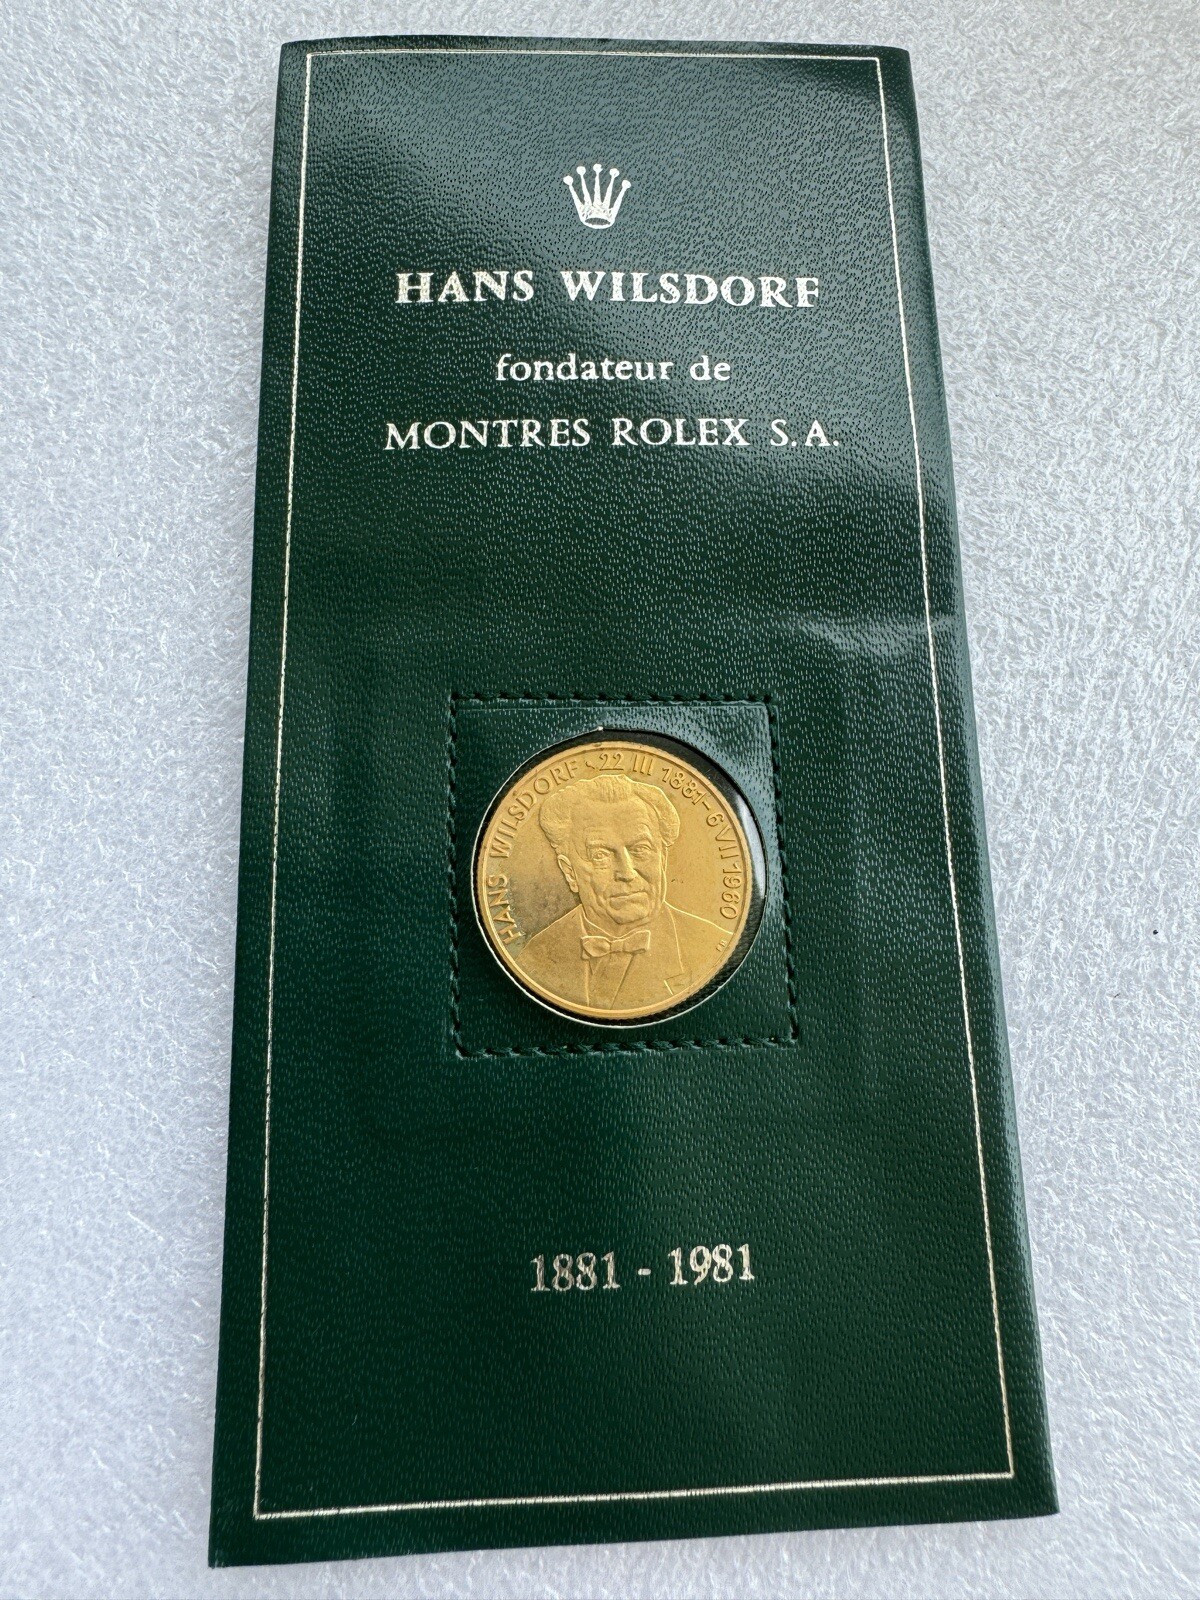 HANS WILSDORF
fondateur de
MONTRES ROLEX S.A.
HANS WILSDORF • 22 III 1881-6 VII 1960
1881 - 1981